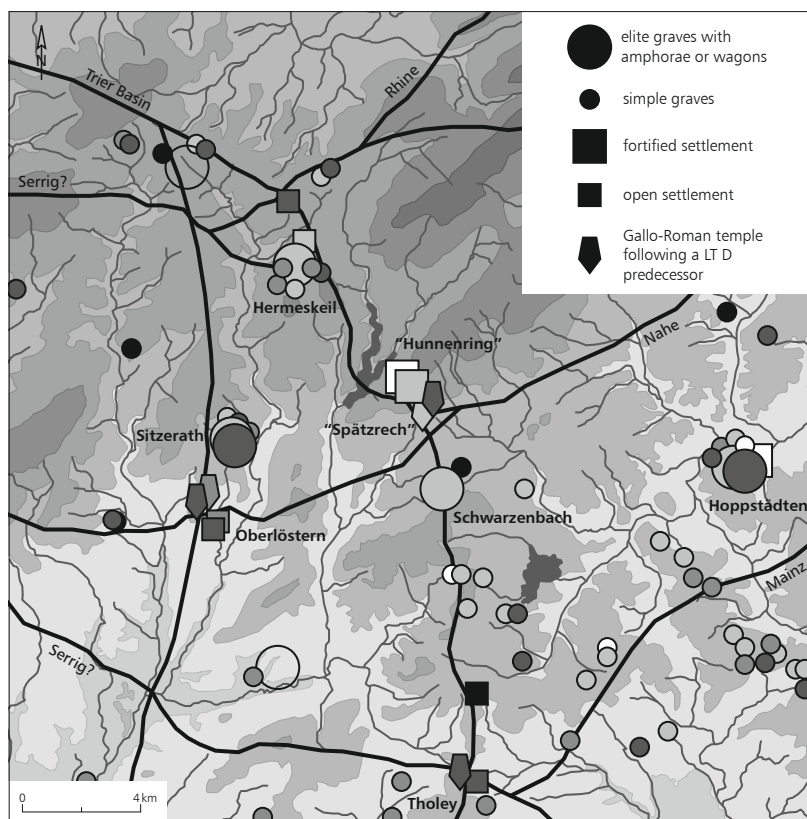 N
Trier Basin
Rhine
elite graves with
amphorae or wagons
simple graves
fortified settlement
open settlement
Gallo-Roman temple
following a LT D
predecessor
Serrig?
Hermeskeil
"Hunnenring"
Nahe
"Spätzrech"
Sitzerath
Hoppstädten
Schwarzenbach
Oberlöstern
Mainz
Serrig?
Tholey
0 4 km